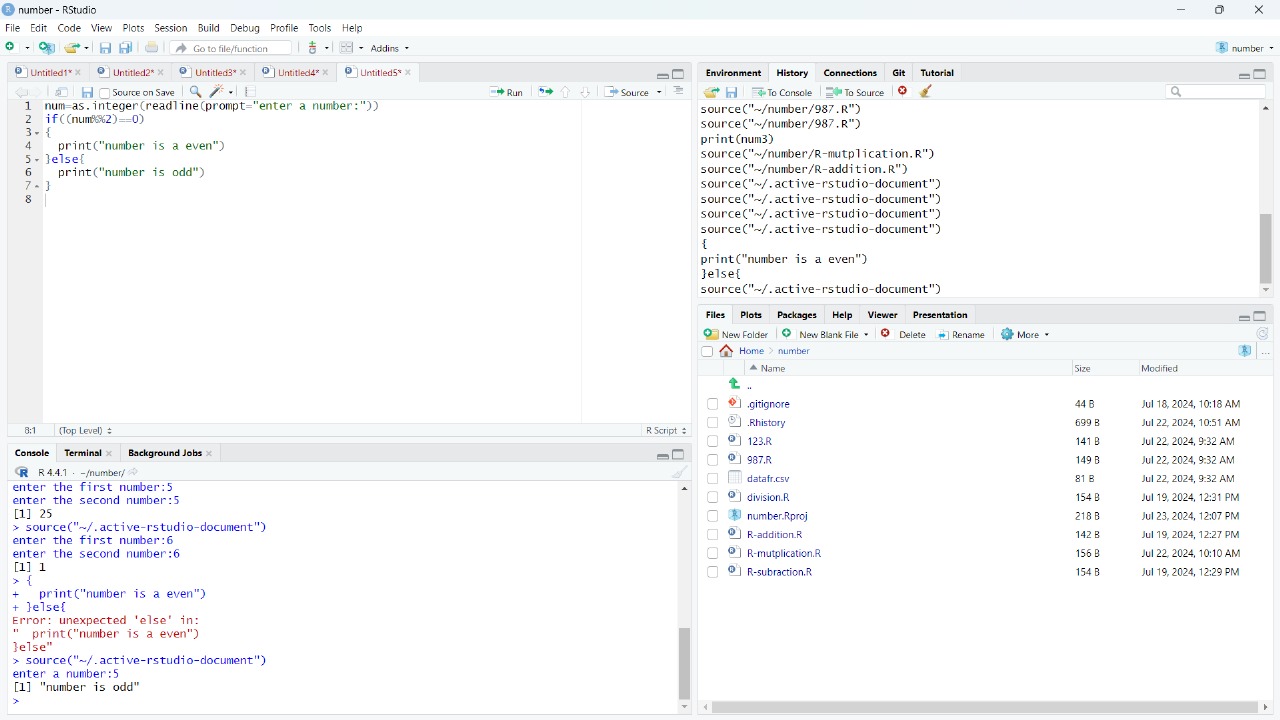 number - RStudio
File Edit Code View Plots Session Build Debug Profile Tools Help
Go to file/function Addins number
Untitled1* Untitled2* Untitled3* Untitled4* Untitled5*
Source on Save Run Source
1 num=as.integer(readline(prompt="enter a number:"))
2 if((num%%2)==0)
3 {
4 print("number is a even")
5 }else{
6 print("number is odd")
7 }
8
8:1 (Top Level) R Script
Console Terminal Background Jobs
R 4.4.1 · ~/number/
enter the first number:5
enter the second number:5
[1] 25
> source("~/.active-rstudio-document")
enter the first number:6
enter the second number:6
[1] 1
> {
+ print("number is a even")
+ }else{
Error: unexpected 'else' in:
" print("number is a even")
}else"
> source("~/.active-rstudio-document")
enter a number:5
[1] "number is odd"
>
Environment History Connections Git Tutorial
To Console To Source
source("~/number/987.R")
source("~/number/987.R")
print(num3)
source("~/number/R-mutplication.R")
source("~/number/R-addition.R")
source("~/.active-rstudio-document")
source("~/.active-rstudio-document")
source("~/.active-rstudio-document")
source("~/.active-rstudio-document")
{
print("number is a even")
}else{
source("~/.active-rstudio-document")
Files Plots Packages Help Viewer Presentation
New Folder New Blank File Delete Rename More
Home number ...
Name Size Modified
..
.gitignore 44 B Jul 18, 2024, 10:18 AM
.Rhistory 699 B Jul 22, 2024, 10:51 AM
123.R 141 B Jul 22, 2024, 9:32 AM
987.R 149 B Jul 22, 2024, 9:32 AM
datafr.csv 81 B Jul 22, 2024, 9:32 AM
division.R 154 B Jul 19, 2024, 12:31 PM
number.Rproj 218 B Jul 23, 2024, 12:07 PM
R-addition.R 142 B Jul 19, 2024, 12:27 PM
R-mutplication.R 156 B Jul 22, 2024, 10:10 AM
R-subraction.R 154 B Jul 19, 2024, 12:29 PM